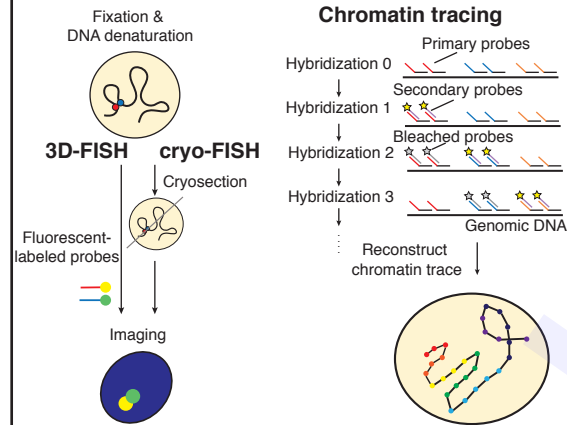 Fixation &
DNA denaturation
3D-FISH cryo-FISH
Cryosection
Fluorescent-
labeled probes
Imaging
Chromatin tracing
Hybridization 0
Primary probes
Secondary probes
Hybridization 1
Bleached probes
Hybridization 2
Hybridization 3
Genomic DNA
Reconstruct
chromatin trace